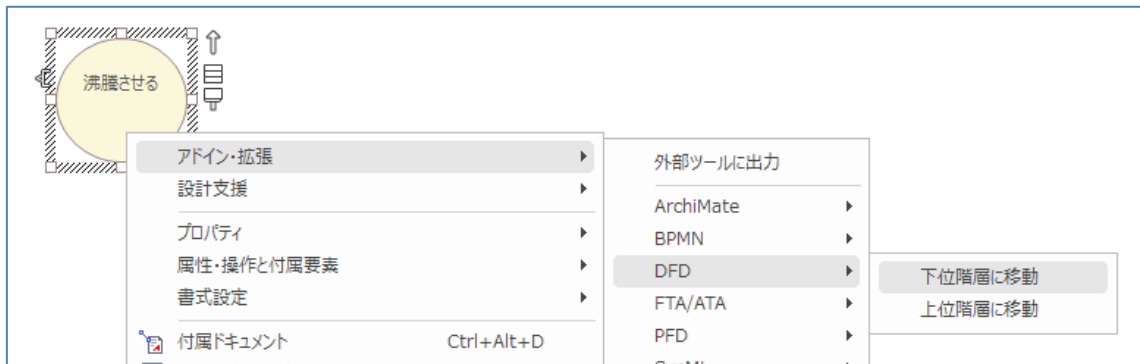 沸騰させる
アドイン・拡張
設計支援
プロパティ
属性・操作と付属要素
書式設定
付属ドキュメント Ctrl+Alt+D
外部ツールに出力
ArchiMate
BPMN
DFD
FTA/ATA
PFD
下位階層に移動
上位階層に移動